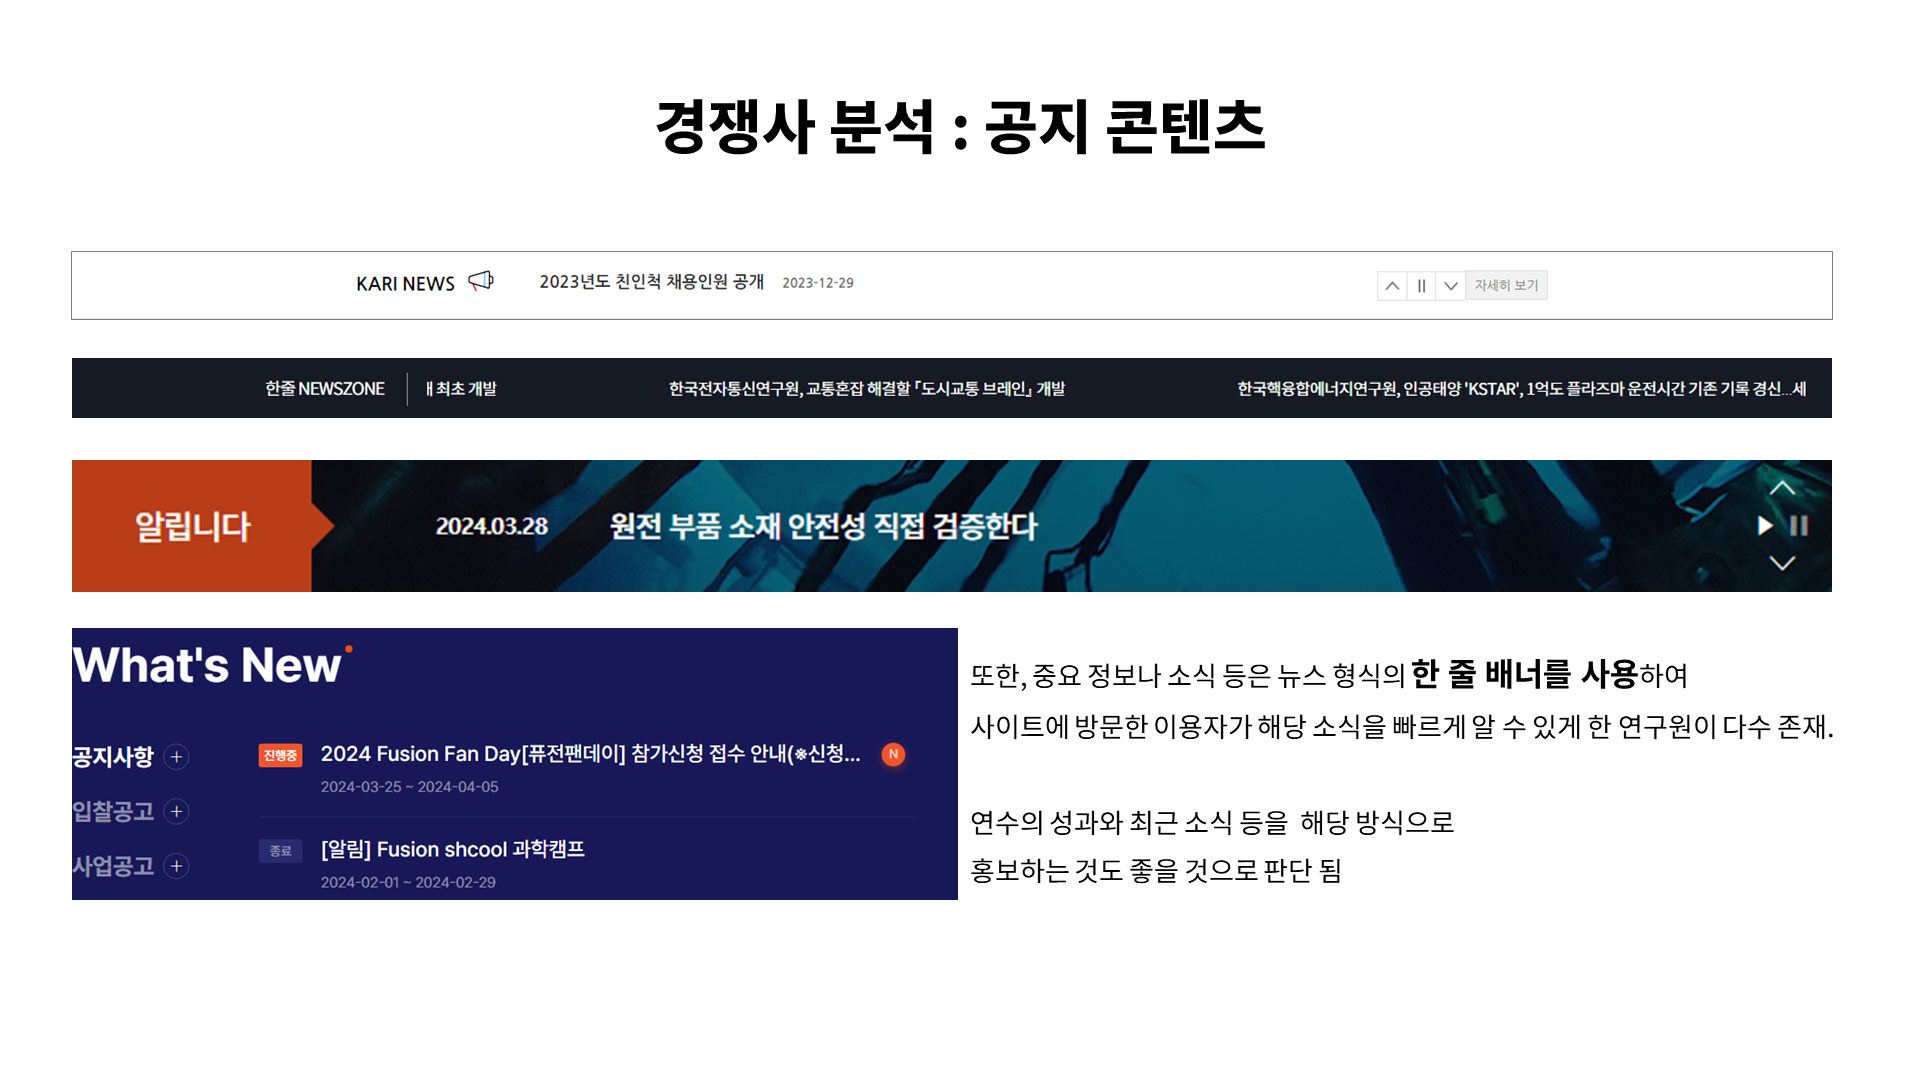 경쟁사 분석 : 공지 콘텐츠
KARI NEWS 2023년도 친인척 채용인원 공개 2023-12-29 자세히 보기
한줄 NEWSZONE 최초 개발 한국전자통신연구원, 교통혼잡 해결할 『도시교통 브레인』 개발 한국핵융합에너지연구원, 인공태양 'KSTAR', 1억도 플라즈마 운전시간 기존 기록 경신...세
알립니다 2024.03.28 원전 부품 소재 안전성 직접 검증한다
What's New
공지사항 +
입찰공고 +
사업공고 +
진행중 2024 Fusion Fan Day[퓨전팬데이] 참가신청 접수 안내(※신청... N
2024-03-25 ~ 2024-04-05
종료 [알림] Fusion shcool 과학캠프
2024-02-01 ~ 2024-02-29
또한, 중요 정보나 소식 등은 뉴스 형식의 한 줄 배너를 사용하여
사이트에 방문한 이용자가 해당 소식을 빠르게 알 수 있게 한 연구원이 다수 존재.
연수의 성과와 최근 소식 등을 해당 방식으로
홍보하는 것도 좋을 것으로 판단 됨